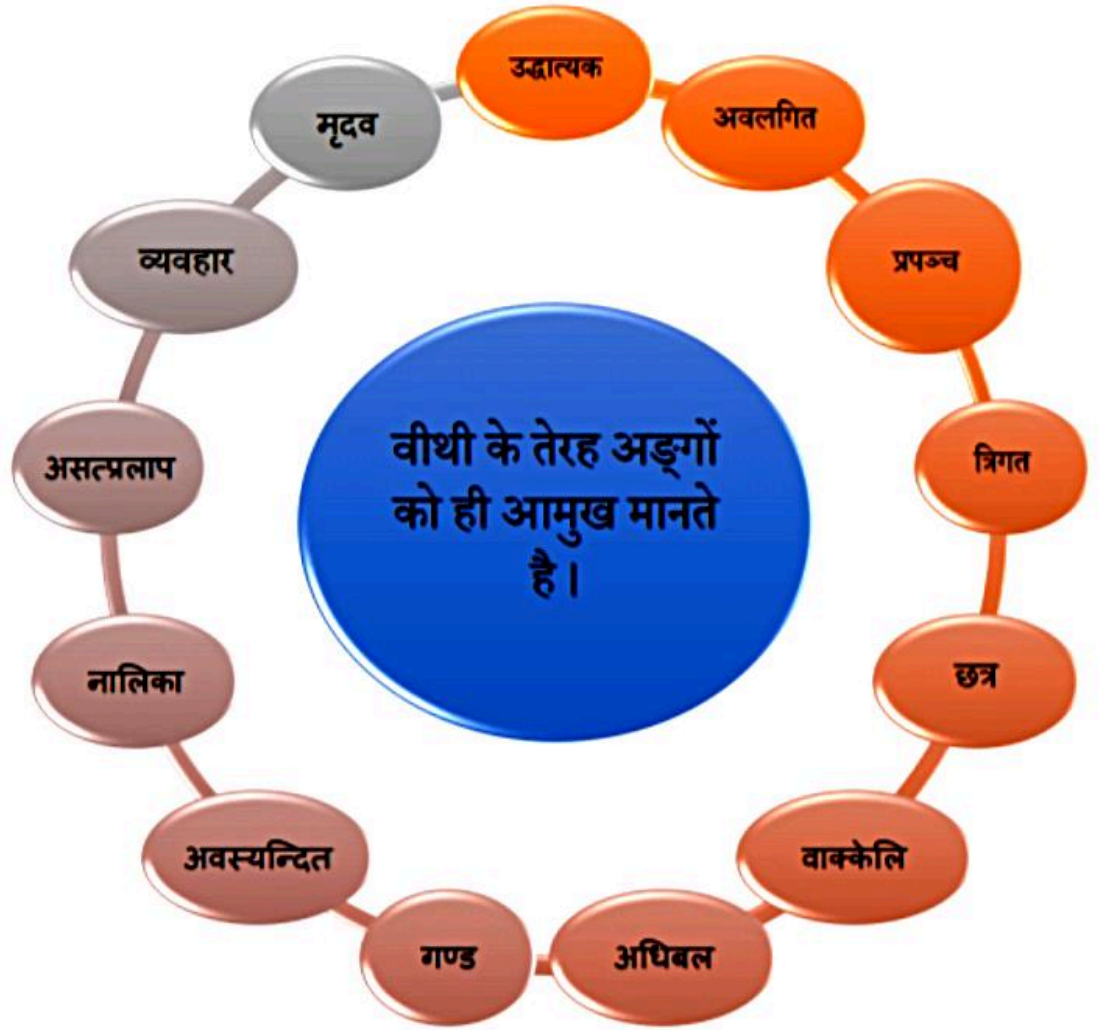 उद्धात्यक
अवलगित
प्रपञ्च
त्रिगत
छत्र
वाक्केलि
अधिबल
गण्ड
अवस्यन्दित
नालिका
असत्प्रलाप
व्यवहार
मृदव
वीथी के तेरह अङ्गों
को ही आमुख मानते
है ।